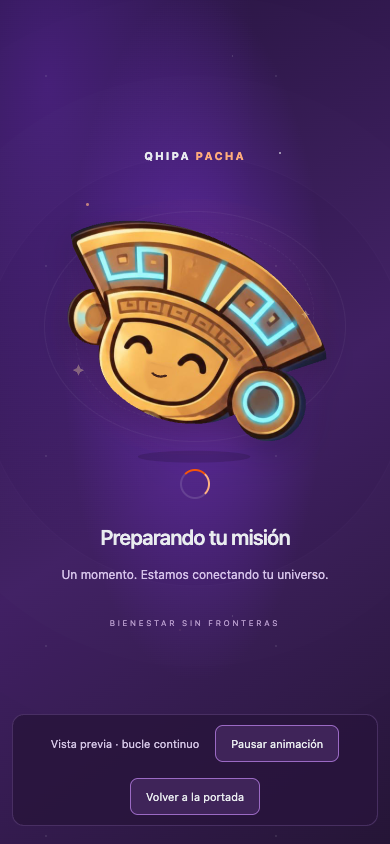 QHIPA PACHA
Preparando tu misión
Un momento. Estamos conectando tu universo.
BIENESTAR SIN FRONTERAS
Vista previa · bucle continuo
Pausar animación
Volver a la portada